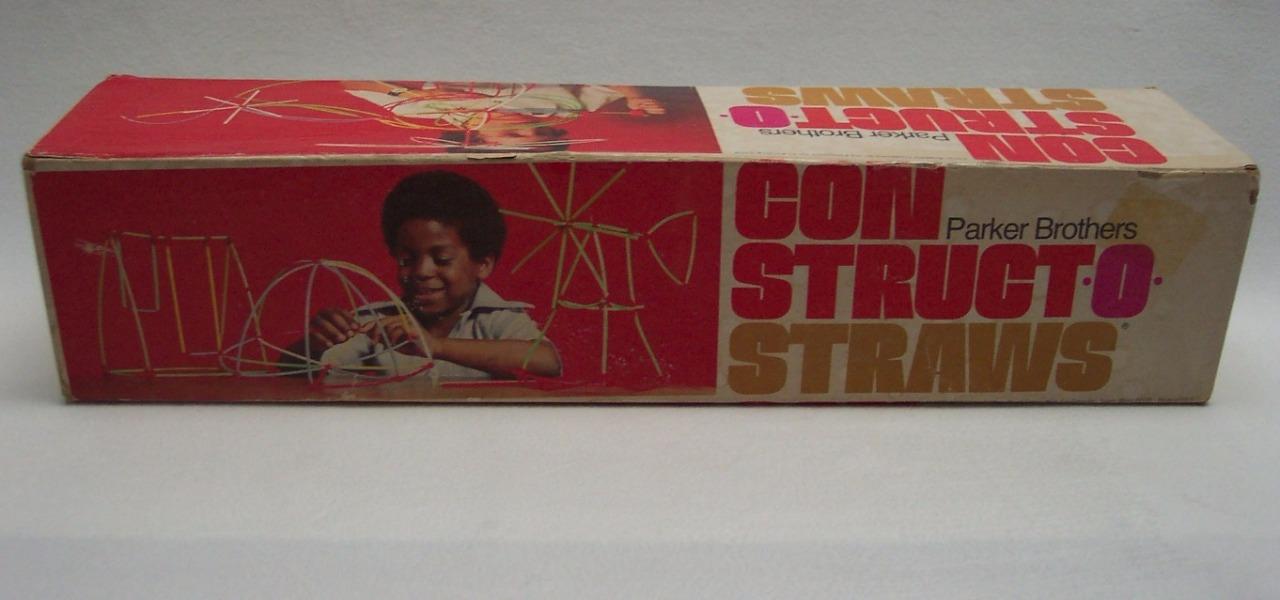 CON
Parker Brothers
STRUCT·O·
STRAWS®
CON
STRUCT·O·
Parker Brothers
STRAWS